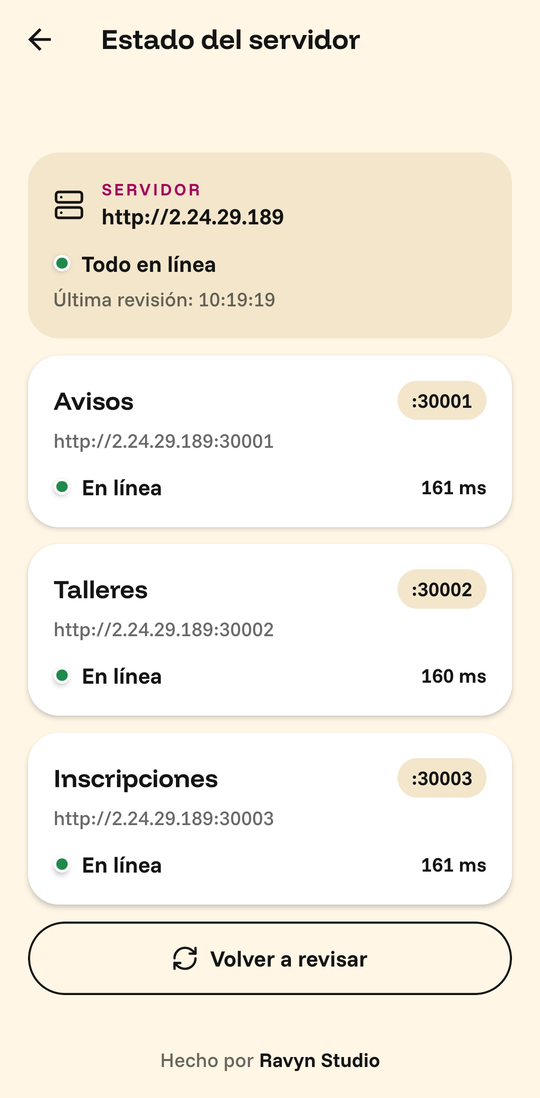 Estado del servidor
SERVIDOR
http://2.24.29.189
Todo en línea
Última revisión: 10:19:19
Avisos
:30001
http://2.24.29.189:30001
En línea
161 ms
Talleres
:30002
http://2.24.29.189:30002
En línea
160 ms
Inscripciones
:30003
http://2.24.29.189:30003
En línea
161 ms
Volver a revisar
Hecho por Ravyn Studio